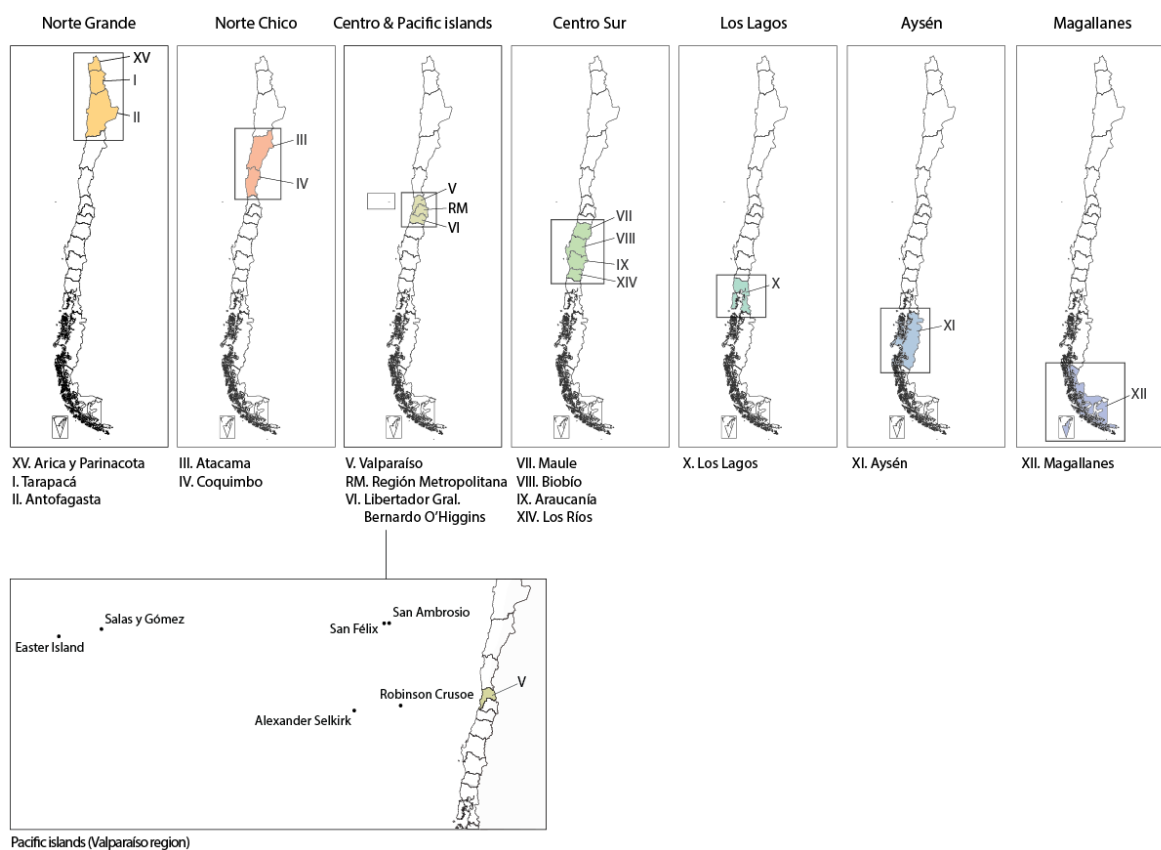 Norte Grande
Norte Chico
Centro & Pacific islands
Centro Sur
Los Lagos
Aysén
Magallanes
XV
I
II
III
IV
V
RM
VI
VII
VIII
IX
XIV
X
XI
XII
XV. Arica y Parinacota
I. Tarapacá
II. Antofagasta
III. Atacama
IV. Coquimbo
V. Valparaíso
RM. Región Metropolitana
VI. Libertador Gral.
Bernardo O'Higgins
VII. Maule
VIII. Biobío
IX. Araucanía
XIV. Los Ríos
X. Los Lagos
XI. Aysén
XII. Magallanes
Salas y Gómez
Easter Island
San Ambrosio
San Félix
Robinson Crusoe
V
Alexander Selkirk
Pacific islands (Valparaíso region)